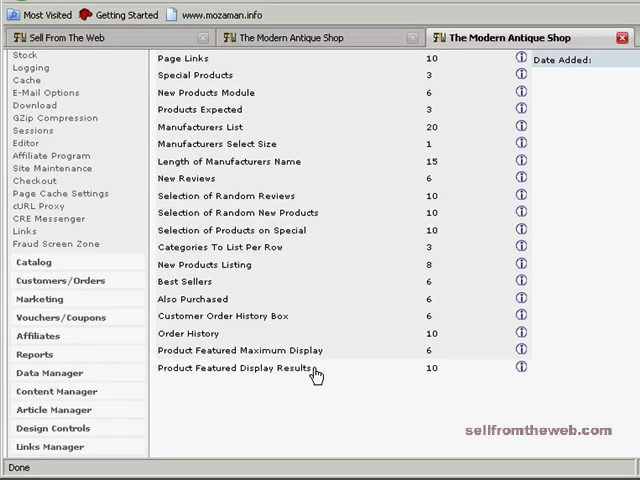 Most Visited Getting Started www.mozaman.info
Sell From The Web The Modern Antique Shop The Modern Antique Shop
Stock
Logging
Cache
E-Mail Options
Download
GZip Compression
Sessions
Editor
Affiliate Program
Site Maintenance
Checkout
Page Cache Settings
cURL Proxy
CRE Messenger
Links
Fraud Screen Zone
Catalog
Customers/Orders
Marketing
Vouchers/Coupons
Affiliates
Reports
Data Manager
Content Manager
Article Manager
Design Controls
Links Manager
Page Links 10
Special Products 3
New Products Module 6
Products Expected 3
Manufacturers List 20
Manufacturers Select Size 1
Length of Manufacturers Name 15
New Reviews 6
Selection of Random Reviews 10
Selection of Random New Products 10
Selection of Products on Special 10
Categories To List Per Row 3
New Products Listing 8
Best Sellers 6
Also Purchased 6
Customer Order History Box 6
Order History 10
Product Featured Maximum Display 6
Product Featured Display Results 10
Date Added:
sellfromtheweb.com
Done